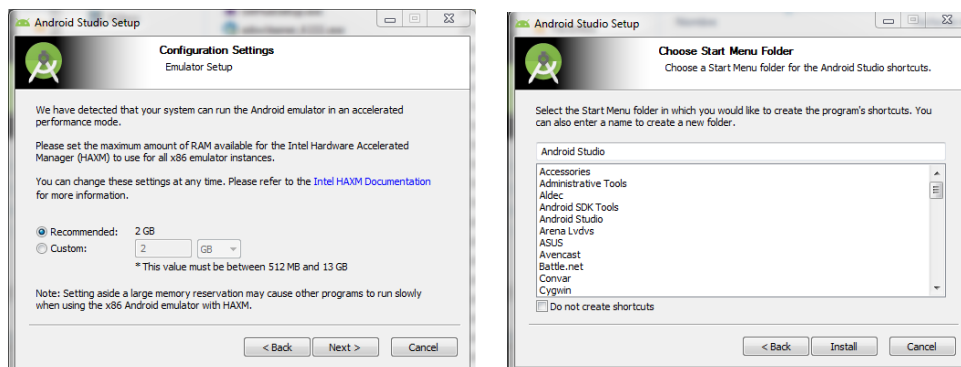 Android Studio Setup
Configuration Settings
Emulator Setup
We have detected that your system can run the Android emulator in an accelerated
performance mode.
Please set the maximum amount of RAM available for the Intel Hardware Accelerated
Manager (HAXM) to use for all x86 emulator instances.
You can change these settings at any time. Please refer to the Intel HAXM Documentation
for more information.
Recommended: 2 GB
Custom: 2 GB
* This value must be between 512 MB and 13 GB
Note: Setting aside a large memory reservation may cause other programs to run slowly
when using the x86 Android emulator with HAXM.
< Back Next > Cancel
Android Studio Setup
Choose Start Menu Folder
Choose a Start Menu folder for the Android Studio shortcuts.
Select the Start Menu folder in which you would like to create the program's shortcuts. You
can also enter a name to create a new folder.
Android Studio
Accessories
Administrative Tools
Aldec
Android SDK Tools
Android Studio
Arena Lvdvs
ASUS
Avencast
Battle.net
Convar
Cygwin
Do not create shortcuts
< Back Install Cancel